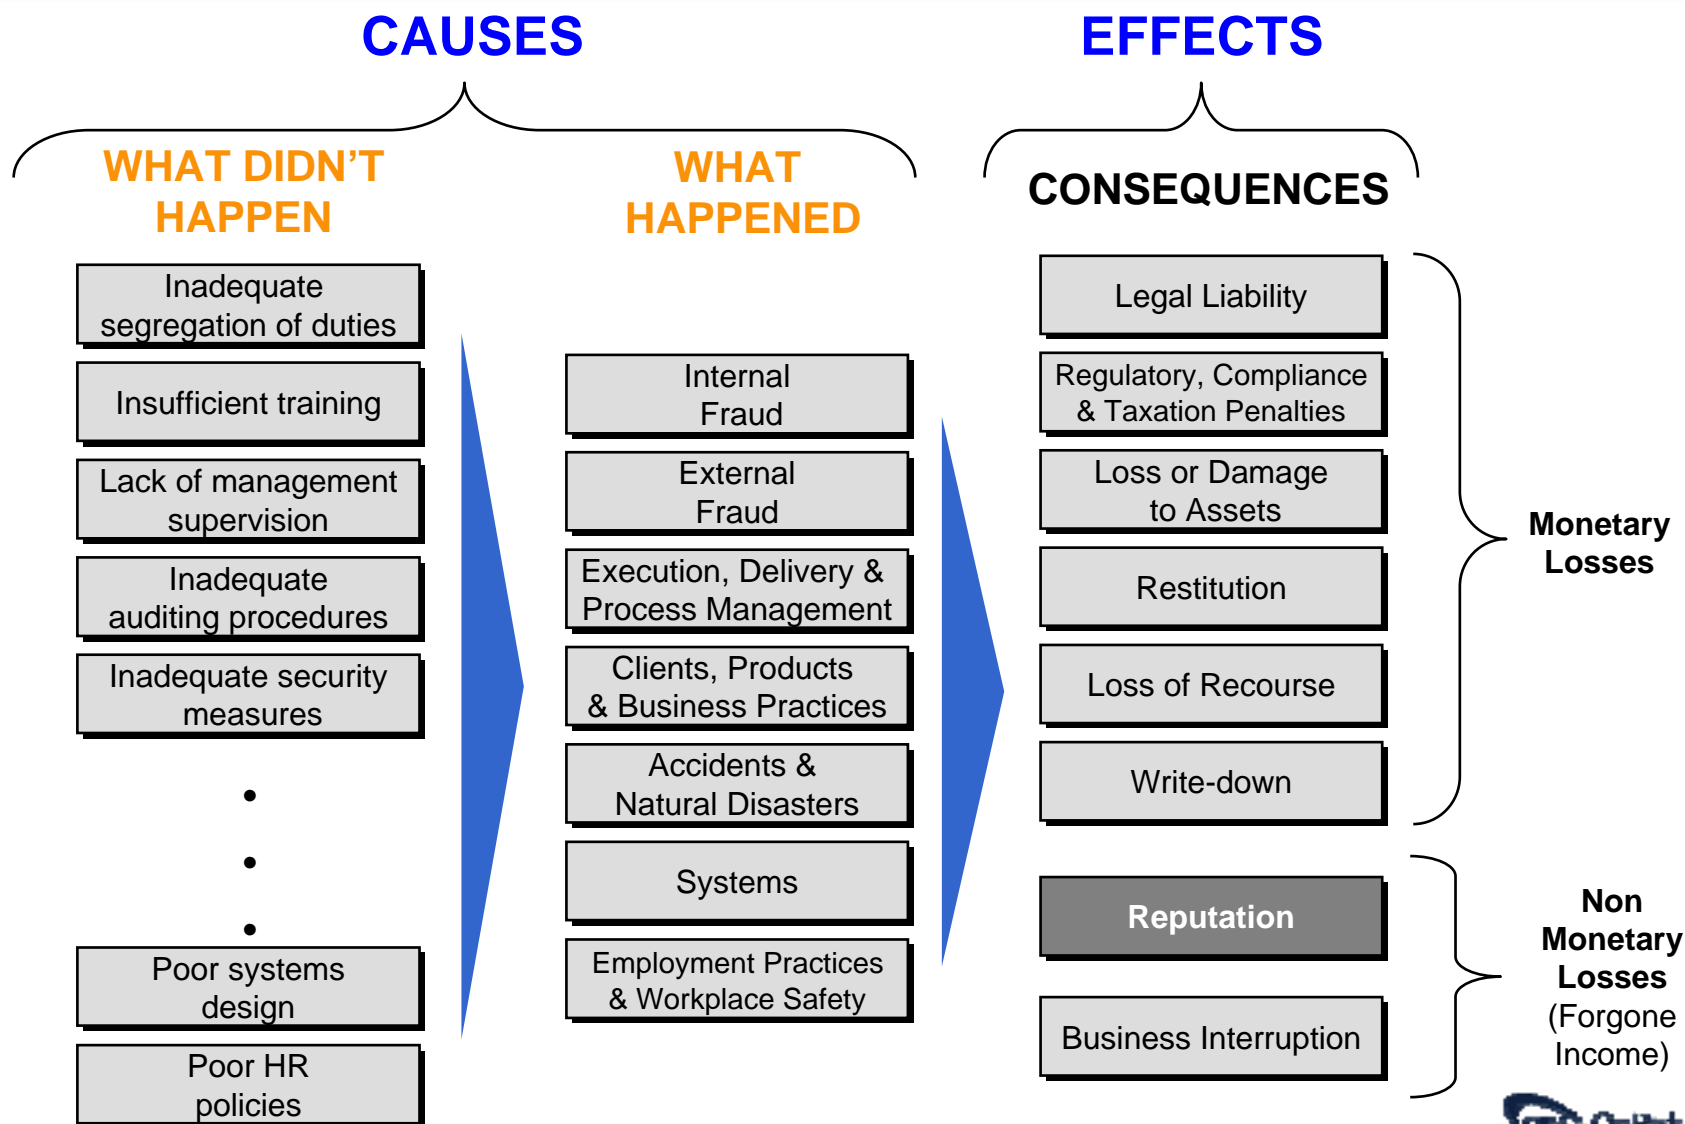 CAUSES
EFFECTS
WHAT DIDN’T
HAPPEN
WHAT
HAPPENED
CONSEQUENCES
Inadequate
segregation of duties
Insufficient training
Lack of management
supervision
Inadequate
auditing procedures
Inadequate security
measures
•
•
•
Poor systems
design
Poor HR
policies
Internal
Fraud
External
Fraud
Execution, Delivery &
Process Management
Clients, Products
& Business Practices
Accidents &
Natural Disasters
Systems
Employment Practices
& Workplace Safety
Legal Liability
Regulatory, Compliance
& Taxation Penalties
Loss or Damage
to Assets
Restitution
Loss of Recourse
Write-down
Reputation
Business Interruption
Monetary
Losses
Non
Monetary
Losses
(Forgone
Income)